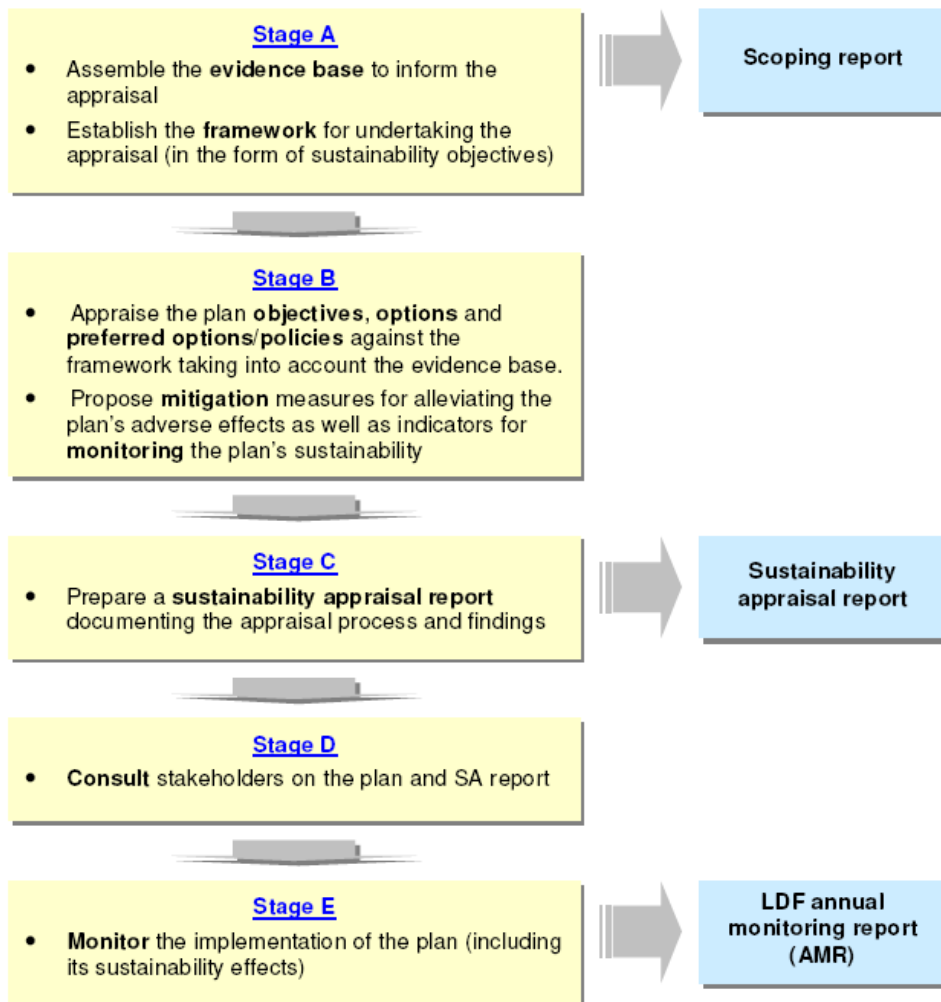 Stage A
• Assemble the evidence base to inform the
appraisal
• Establish the framework for undertaking the
appraisal (in the form of sustainability objectives)
Scoping report
Stage B
• Appraise the plan objectives, options and
preferred options/policies against the
framework taking into account the evidence base.
• Propose mitigation measures for alleviating the
plan's adverse effects as well as indicators for
monitoring the plan's sustainability
Stage C
• Prepare a sustainability appraisal report
documenting the appraisal process and findings
Sustainability
appraisal report
Stage D
• Consult stakeholders on the plan and SA report
Stage E
• Monitor the implementation of the plan (including
its sustainability effects)
LDF annual
monitoring report
(AMR)